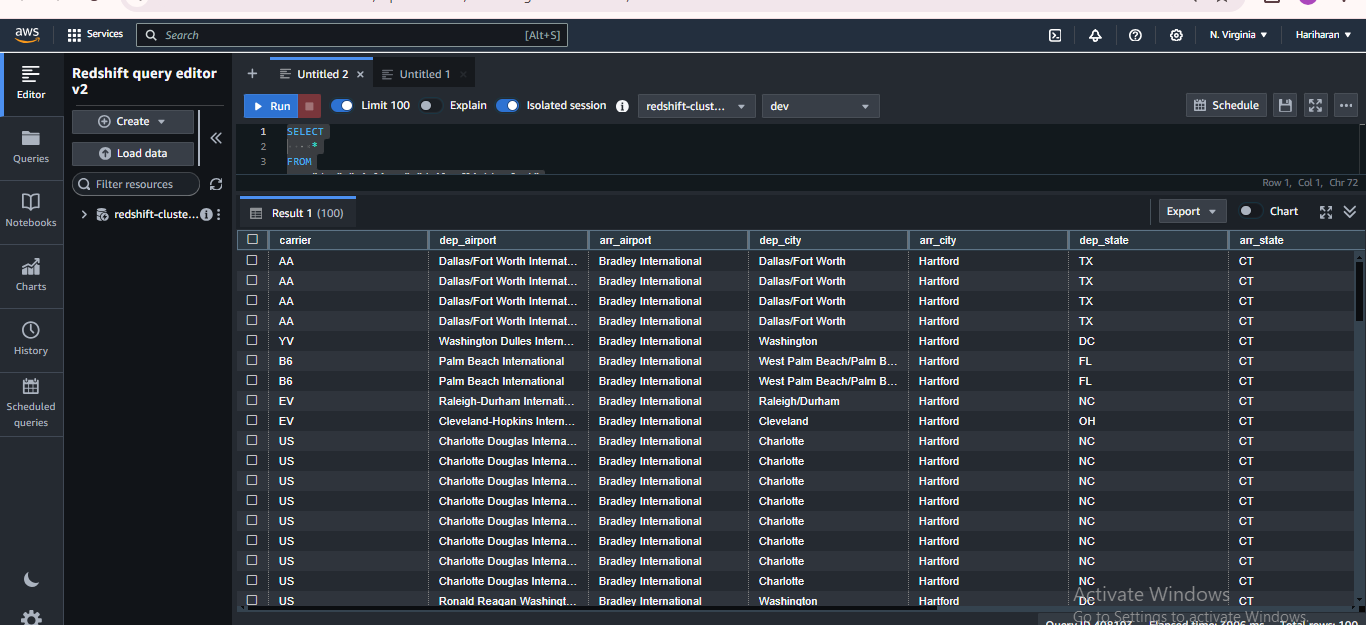 aws Services Search [Alt+S] N. Virginia Hariharan
Editor
Queries
Notebooks
Charts
History
Scheduled
queries
Redshift query editor
v2
Create
Load data
Filter resources
redshift-cluste...
+ Untitled 2 × Untitled 1 ×
Run Limit 100 Explain Isolated session redshift-clust... dev Schedule
1 SELECT
2 ····*
3 FROM
Row 1, Col 1, Chr 72
Result 1 (100) Export Chart
carrier dep_airport arr_airport dep_city arr_city dep_state arr_state
AA Dallas/Fort Worth Internat... Bradley International Dallas/Fort Worth Hartford TX CT
AA Dallas/Fort Worth Internat... Bradley International Dallas/Fort Worth Hartford TX CT
AA Dallas/Fort Worth Internat... Bradley International Dallas/Fort Worth Hartford TX CT
AA Dallas/Fort Worth Internat... Bradley International Dallas/Fort Worth Hartford TX CT
YV Washington Dulles Intern... Bradley International Washington Hartford DC CT
B6 Palm Beach International Bradley International West Palm Beach/Palm B... Hartford FL CT
B6 Palm Beach International Bradley International West Palm Beach/Palm B... Hartford FL CT
EV Raleigh-Durham Internati... Bradley International Raleigh/Durham Hartford NC CT
EV Cleveland-Hopkins Intern... Bradley International Cleveland Hartford OH CT
US Charlotte Douglas Interna... Bradley International Charlotte Hartford NC CT
US Charlotte Douglas Interna... Bradley International Charlotte Hartford NC CT
US Charlotte Douglas Interna... Bradley International Charlotte Hartford NC CT
US Charlotte Douglas Interna... Bradley International Charlotte Hartford NC CT
US Charlotte Douglas Interna... Bradley International Charlotte Hartford NC CT
US Charlotte Douglas Interna... Bradley International Charlotte Hartford NC CT
US Charlotte Douglas Interna... Bradley International Charlotte Hartford NC CT
US Charlotte Douglas Interna... Bradley International Charlotte Hartford NC CT
US Ronald Reagan Washingt... Bradley International Washington Hartford DC CT
Activate Windows
Go to Settings to activate Windows.
Query ID Elapsed time: ms Total rows: 100